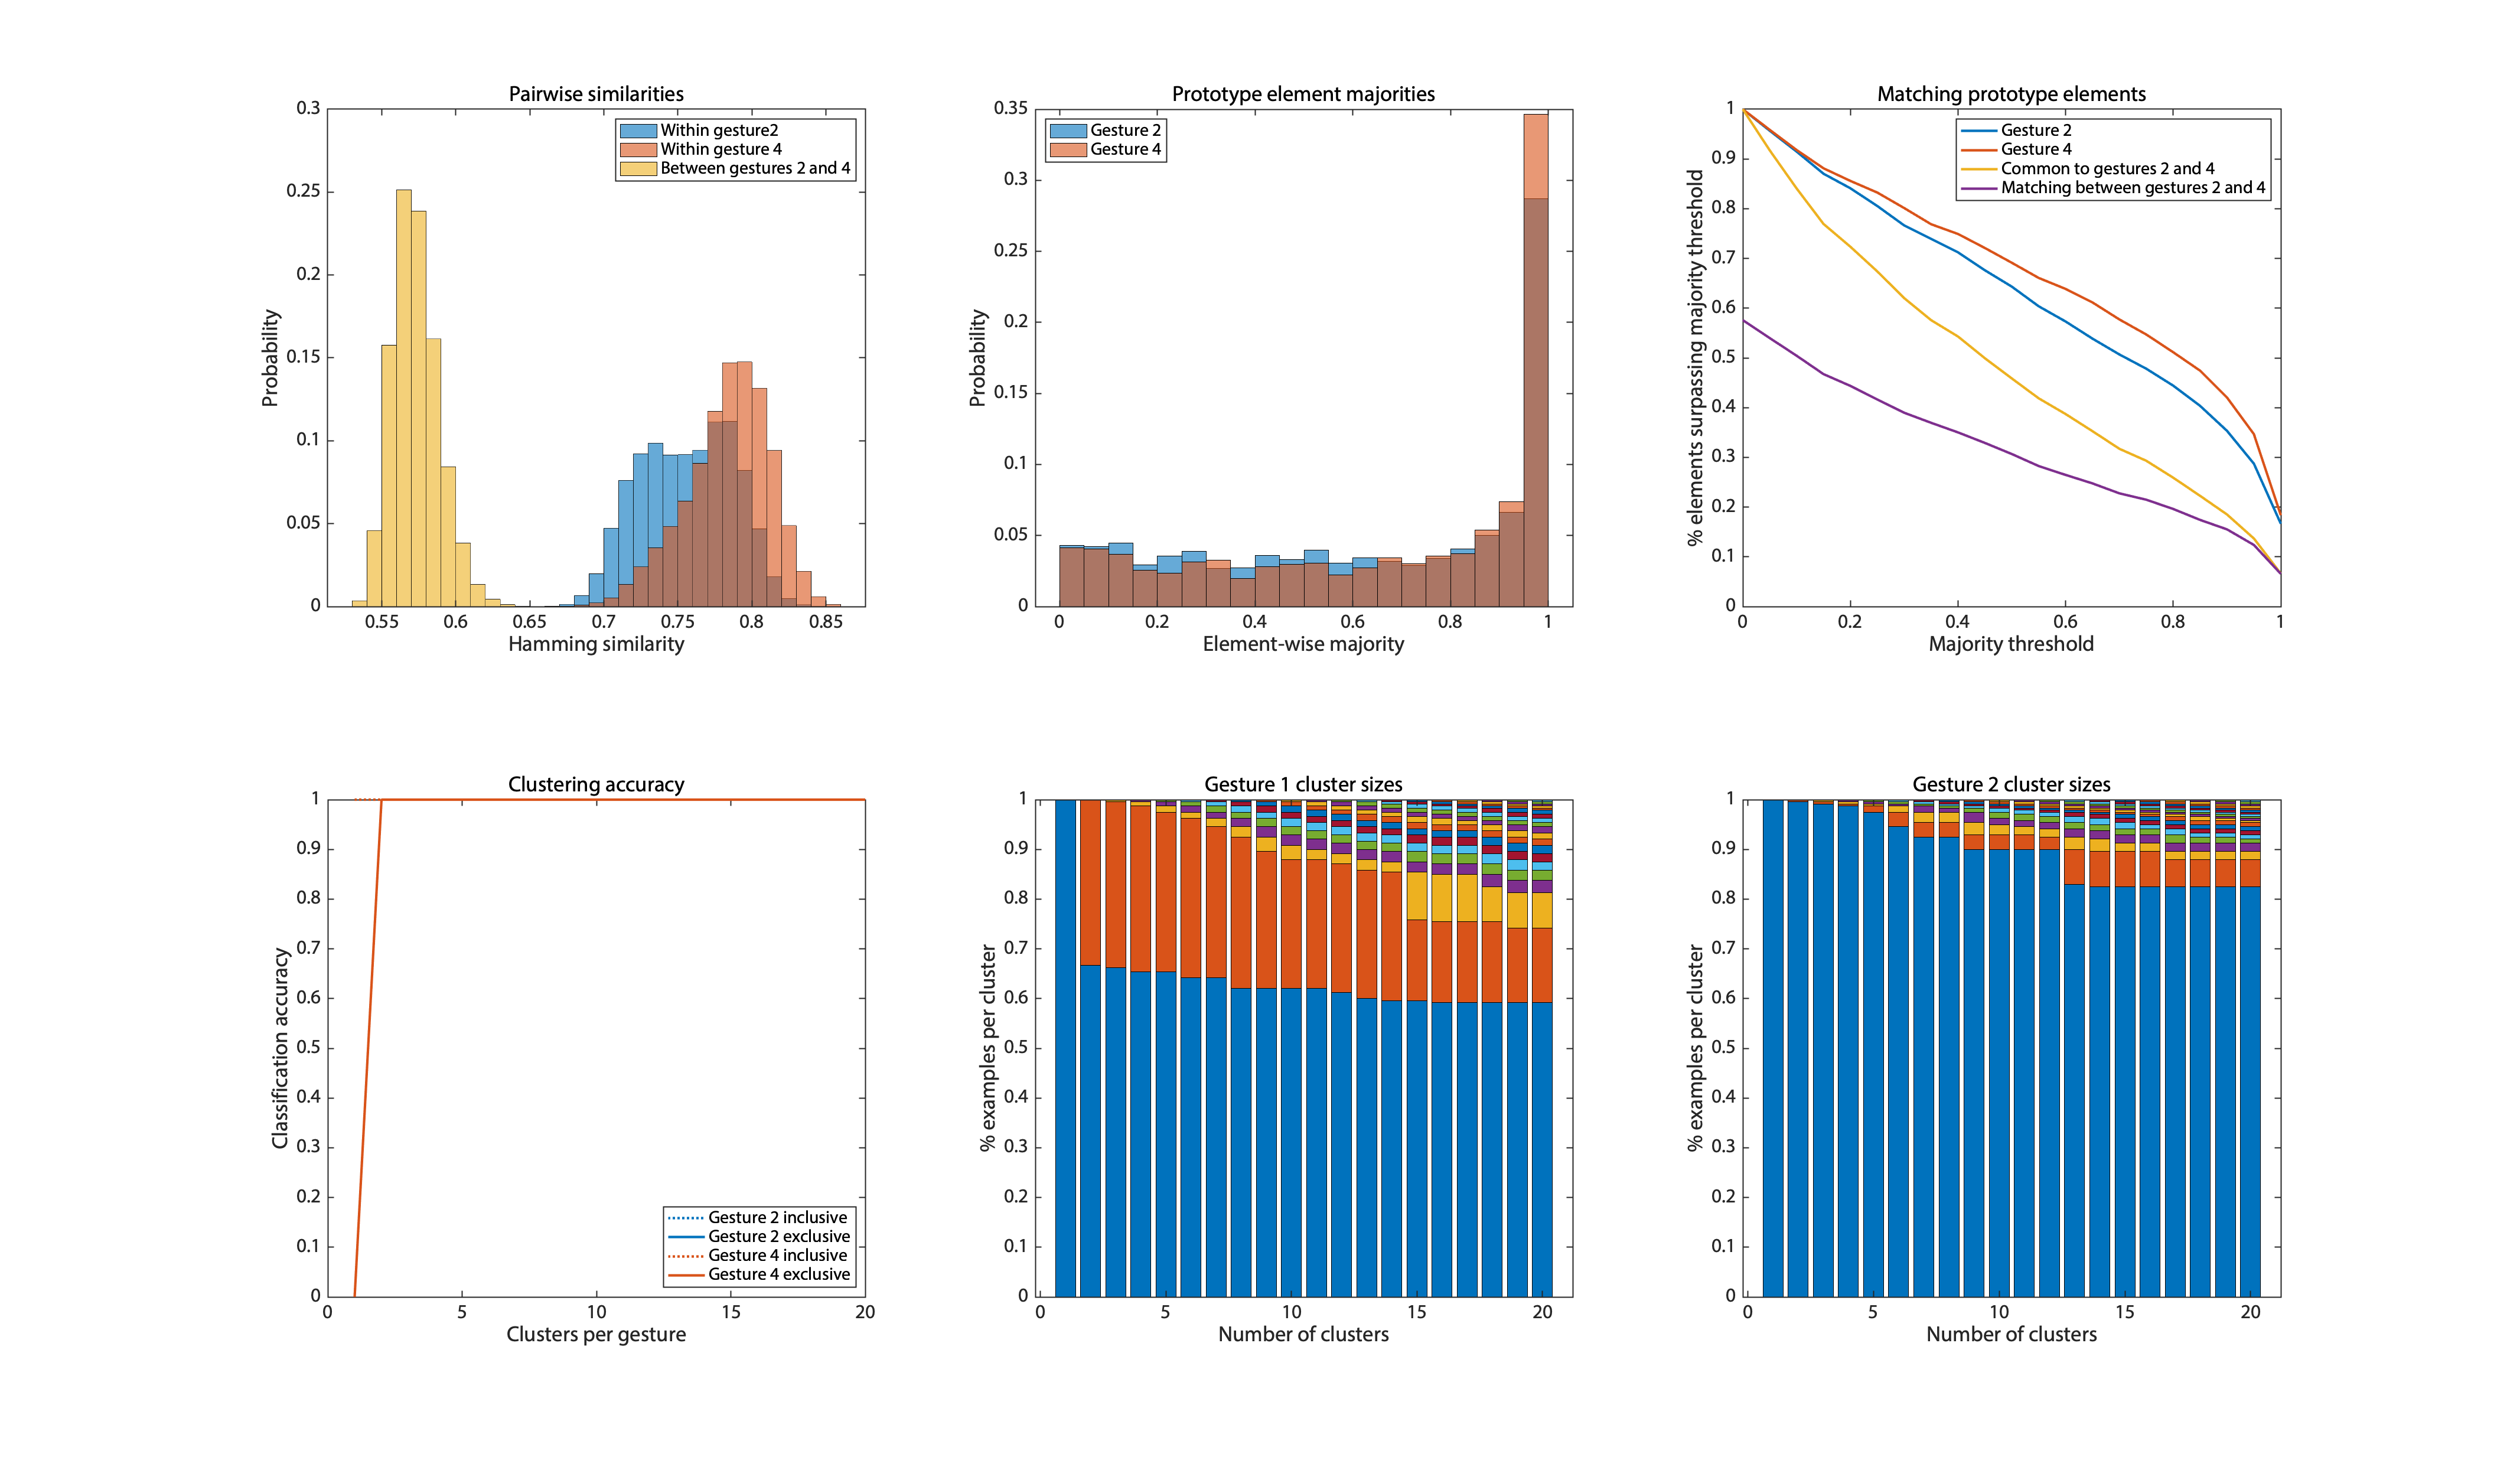 Pairwise similarities
0.3
0.25
0.2
0.15
0.1
0.05
0
Probability
Within gesture2
Within gesture 4
Between gestures 2 and 4
0.55 0.6 0.65 0.7 0.75 0.8 0.85
Hamming similarity
Prototype element majorities
0.35
0.3
0.25
0.2
0.15
0.1
0.05
0
Probability
Gesture 2
Gesture 4
0 0.2 0.4 0.6 0.8 1
Element-wise majority
Matching prototype elements
1
0.9
0.8
0.7
0.6
0.5
0.4
0.3
0.2
0.1
0
% elements surpassing majority threshold
Gesture 2
Gesture 4
Common to gestures 2 and 4
Matching between gestures 2 and 4
0 0.2 0.4 0.6 0.8 1
Majority threshold
Clustering accuracy
1
0.9
0.8
0.7
0.6
0.5
0.4
0.3
0.2
0.1
0
Classification accuracy
Gesture 2 inclusive
Gesture 2 exclusive
Gesture 4 inclusive
Gesture 4 exclusive
0 5 10 15 20
Clusters per gesture
Gesture 1 cluster sizes
1
0.9
0.8
0.7
0.6
0.5
0.4
0.3
0.2
0.1
0
% examples per cluster
0 5 10 15 20
Number of clusters
Gesture 2 cluster sizes
1
0.9
0.8
0.7
0.6
0.5
0.4
0.3
0.2
0.1
0
% examples per cluster
0 5 10 15 20
Number of clusters